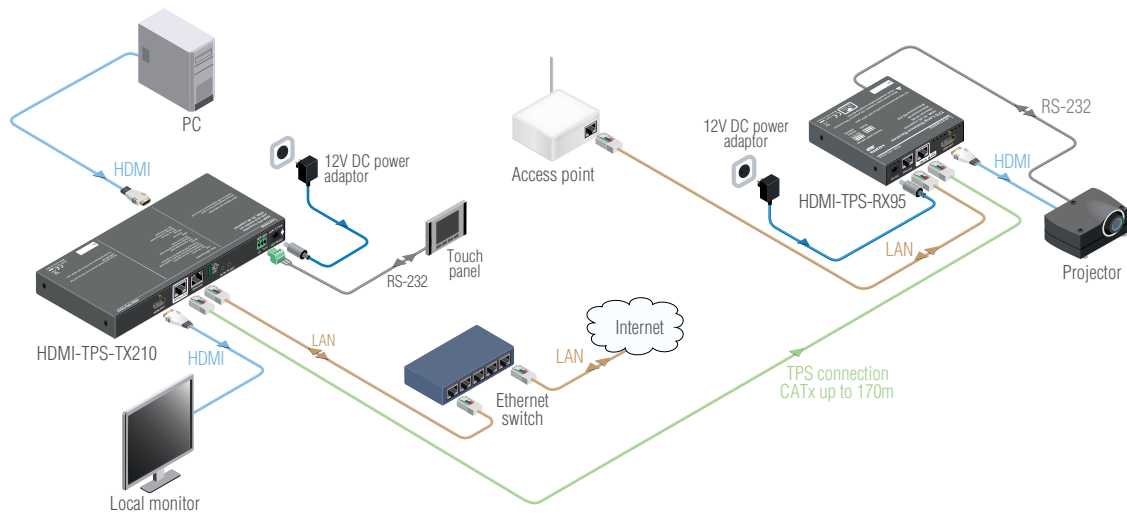 PC
HDMI
12V DC power
adaptor
Touch
panel
RS-232
HDMI-TPS-TX210
HDMI
LAN
Local monitor
Ethernet
switch
LAN
Internet
Access point
12V DC power
adaptor
HDMI-TPS-RX95
LAN
TPS connection
CATx up to 170m
HDMI
RS-232
Projector